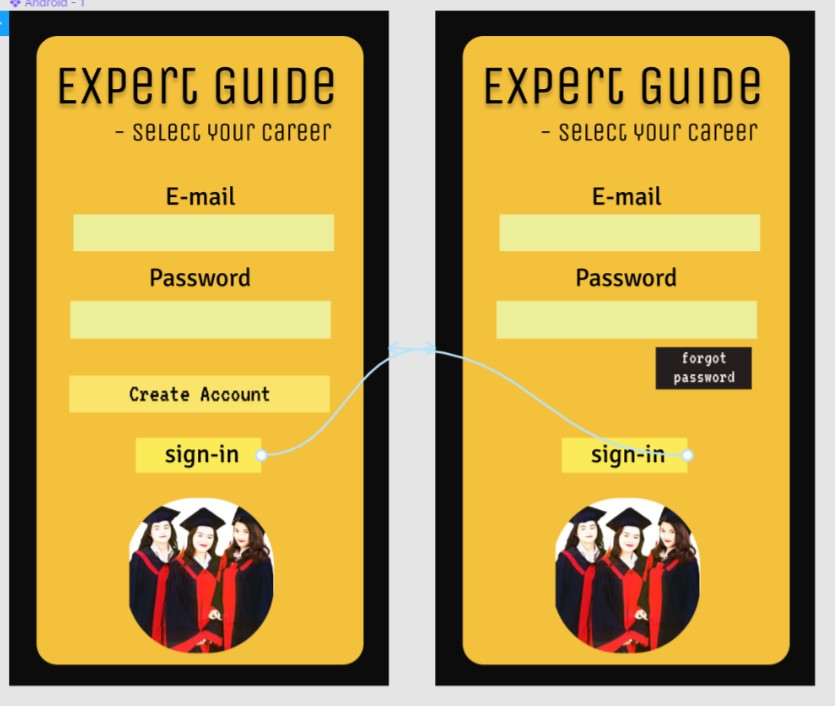 Android - 1
Expert Guide
- select your career
E-mail
Password
Create Account
sign-in
Expert Guide
- select your career
E-mail
Password
forgot
password
sign-in